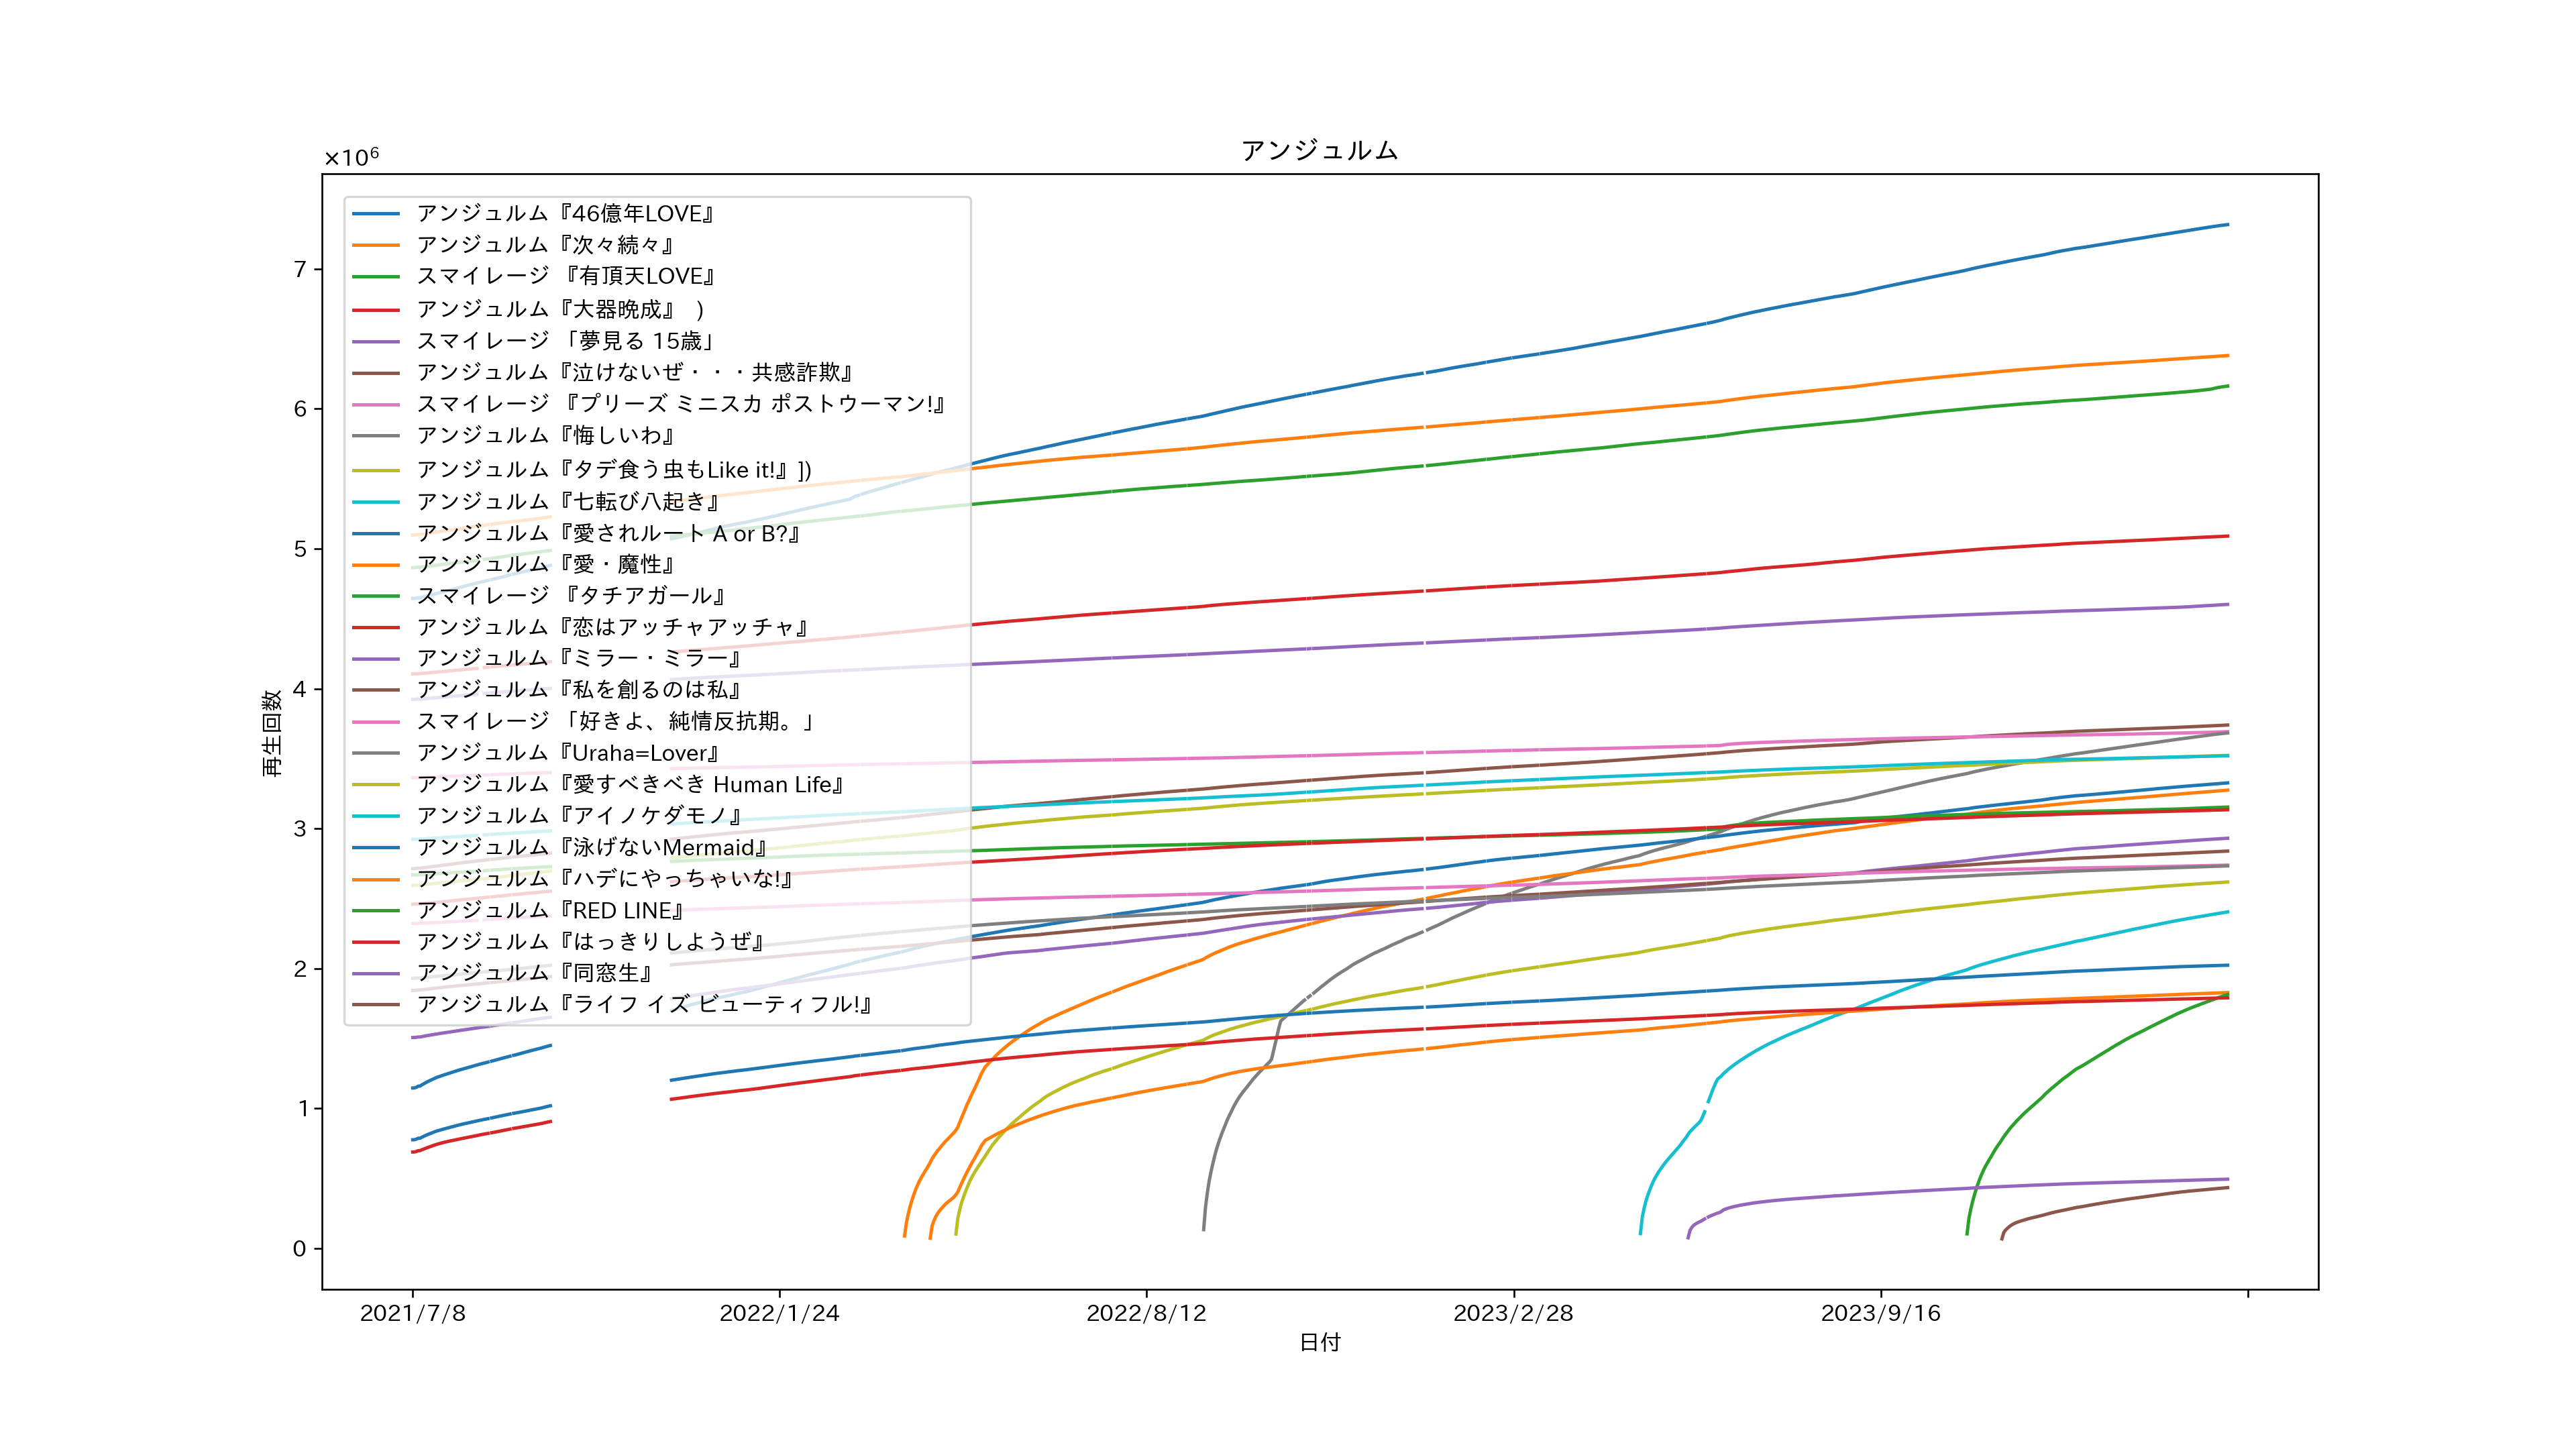 アンジュルム
×10⁶
再生回数
7
6
5
4
3
2
1
0
アンジュルム『46億年LOVE』
アンジュルム『次々続々』
スマイレージ 『有頂天LOVE』
アンジュルム『大器晩成』 )
スマイレージ 「夢見る 15歳」
アンジュルム『泣けないぜ・・・共感詐欺』
スマイレージ 『プリーズ ミニスカ ポストウーマン!』
アンジュルム『悔しいわ』
アンジュルム『タデ食う虫もLike it!』])
アンジュルム『七転び八起き』
アンジュルム『愛されルート A or B?』
アンジュルム『愛・魔性』
スマイレージ 『タチアガール』
アンジュルム『恋はアッチャアッチャ』
アンジュルム『ミラー・ミラー』
アンジュルム『私を創るのは私』
スマイレージ 「好きよ、純情反抗期。」
アンジュルム『Uraha=Lover』
アンジュルム『愛すべきべき Human Life』
アンジュルム『アイノケダモノ』
アンジュルム『泳げないMermaid』
アンジュルム『ハデにやっちゃいな!』
アンジュルム『RED LINE』
アンジュルム『はっきりしようぜ』
アンジュルム『同窓生』
アンジュルム『ライフ イズ ビューティフル!』
2021/7/8 2022/1/24 2022/8/12 2023/2/28 2023/9/16
日付